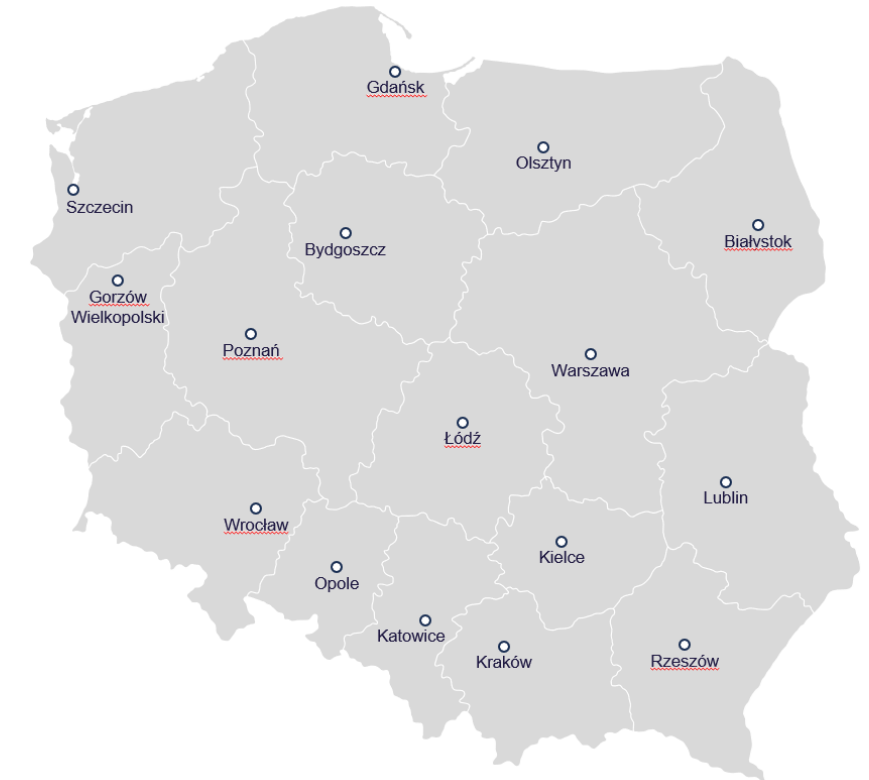 Gdańsk
Olsztyn
Szczecin
Białystok
Bydgoszcz
Gorzów
Wielkopolski
Poznań
Warszawa
Łódź
Lublin
Wrocław
Kielce
Opole
Katowice
Kraków
Rzeszów